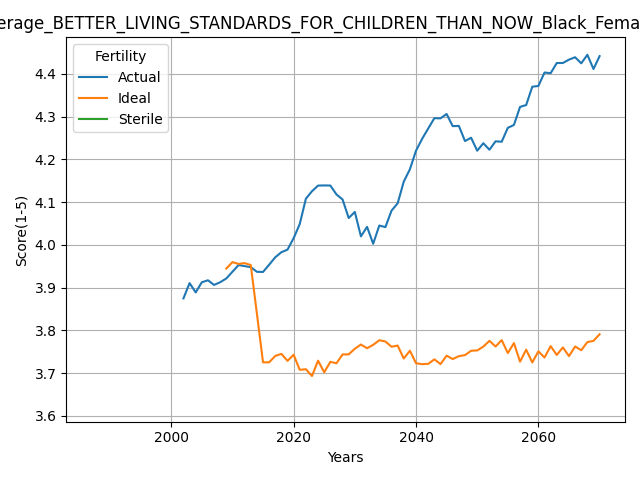 erage_BETTER_LIVING_STANDARDS_FOR_CHILDREN_THAN_NOW_Black_Fema
Fertility
Actual
Ideal
Sterile
Score(1-5)
4.4
4.3
4.2
4.1
4.0
3.9
3.8
3.7
3.6
2000 2020 2040 2060
Years